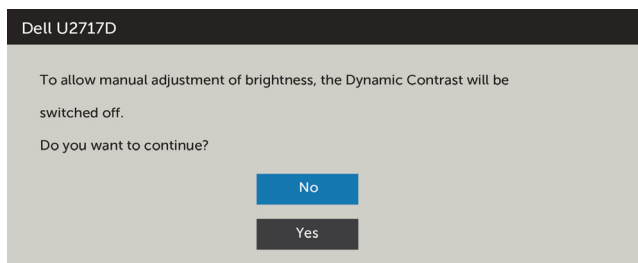 Dell U2717D
To allow manual adjustment of brightness, the Dynamic Contrast will be
switched off.
Do you want to continue?
No
Yes